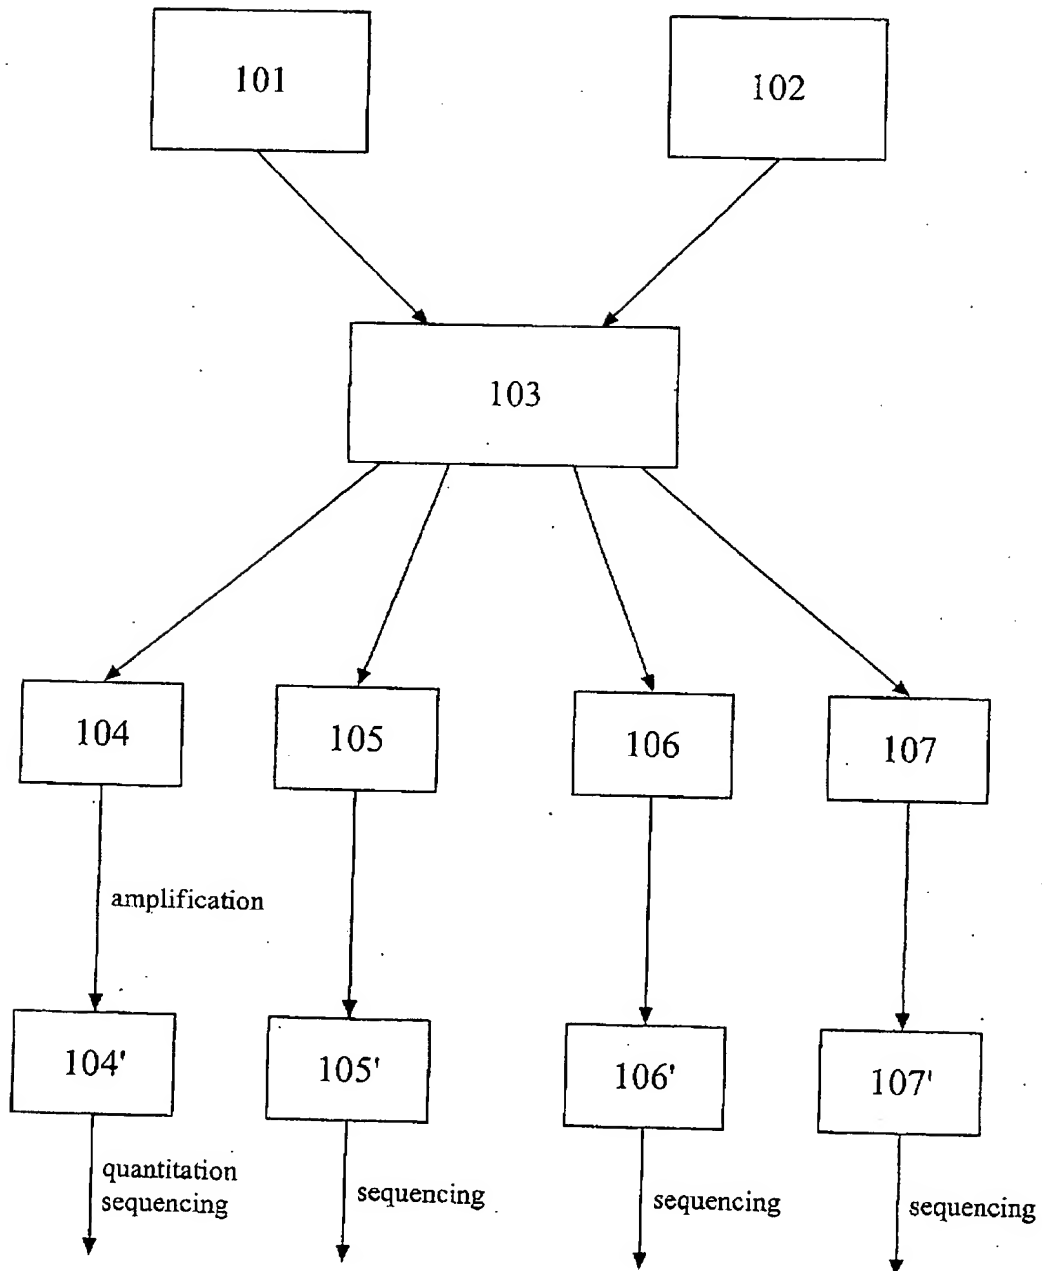 101
102
103
104
105
106
107
amplification
104'
105'
106'
107'
quantitation
sequencing
sequencing
sequencing
sequencing